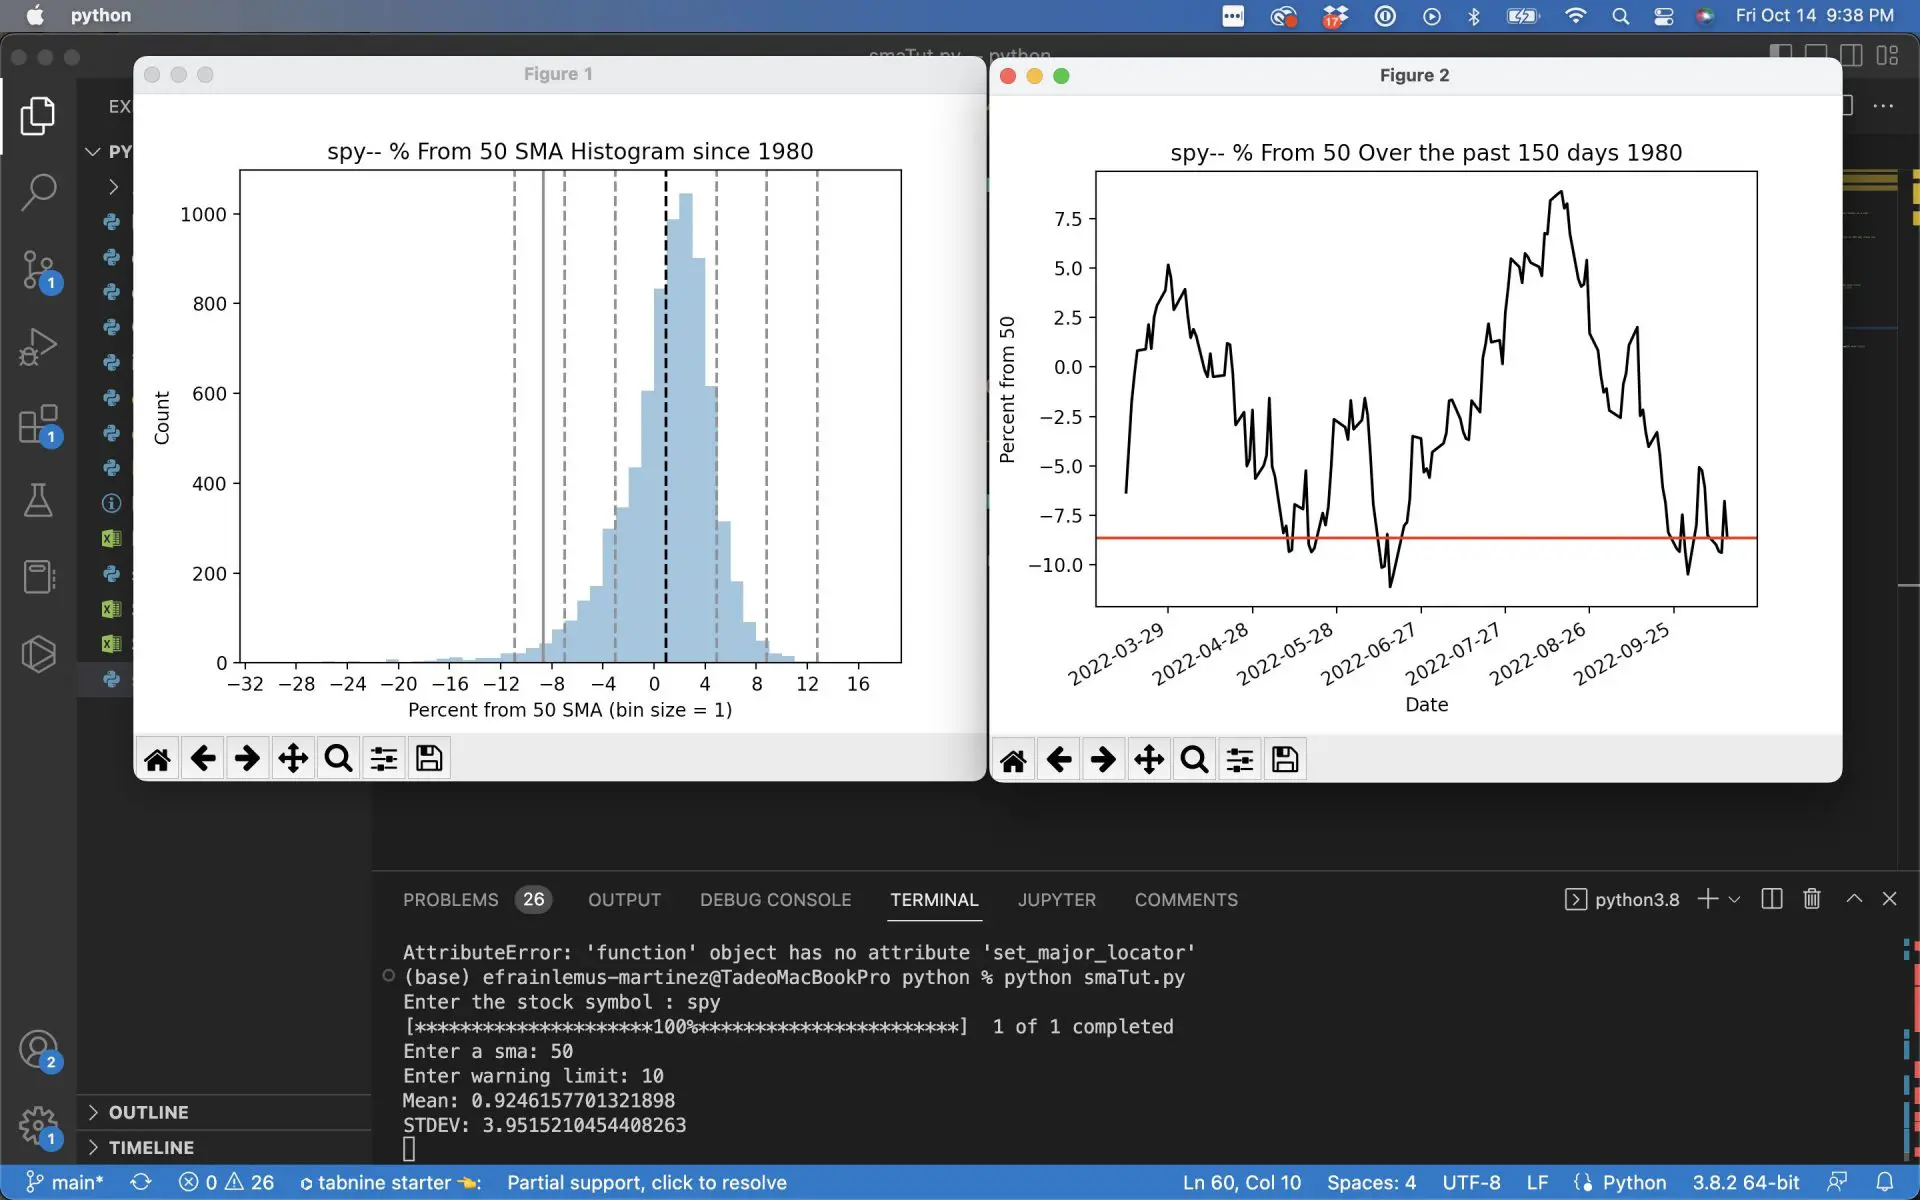 python
17
Fri Oct 14 9:38 PM
smaTut.py — python
Figure 1
Figure 2
EX
PY
spy-- % From 50 SMA Histogram since 1980
1000
800
600
400
200
0
Count
−32 −28 −24 −20 −16 −12 −8 −4 0 4 8 12 16
Percent from 50 SMA (bin size = 1)
spy-- % From 50 Over the past 150 days 1980
7.5
5.0
2.5
0.0
−2.5
−5.0
−7.5
−10.0
Percent from 50
2022-03-29 2022-04-28 2022-05-28 2022-06-27 2022-07-27 2022-08-26 2022-09-25
Date
1
1
2
1
PROBLEMS 26 OUTPUT DEBUG CONSOLE TERMINAL JUPYTER COMMENTS python3.8
AttributeError: 'function' object has no attribute 'set_major_locator'
(base) efrainlemus-martinez@TadeoMacBookPro python % python smaTut.py
Enter the stock symbol : spy
[*********************100%***********************] 1 of 1 completed
Enter a sma: 50
Enter warning limit: 10
Mean: 0.9246157701321898
STDEV: 3.9515210454408263
OUTLINE
TIMELINE
main* 0 26 tabnine starter 👈: Partial support, click to resolve Ln 60, Col 10 Spaces: 4 UTF-8 LF Python 3.8.2 64-bit